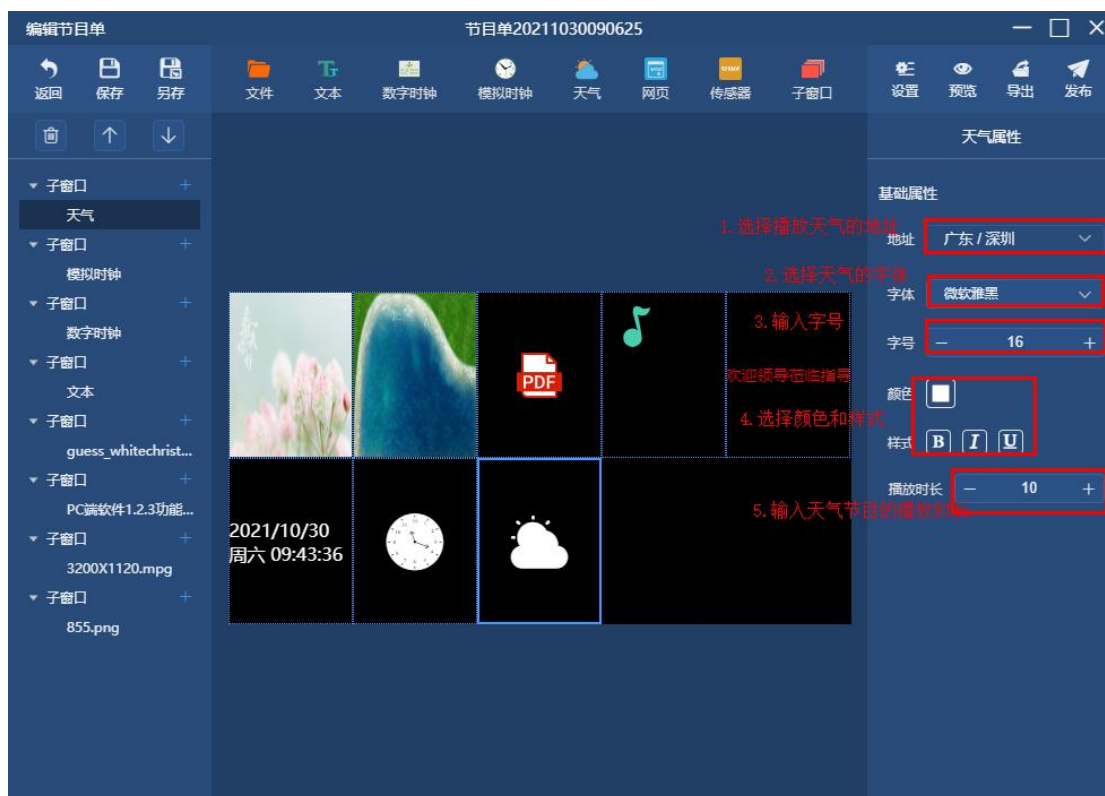 编辑节目单
节目单20211030090625
返回
保存
另存
文件
文本
数字时钟
模拟时钟
天气
网页
传感器
子窗口
设置
预览
导出
发布
子窗口
天气
子窗口
模拟时钟
子窗口
数字时钟
子窗口
文本
子窗口
guess_whitechrist...
子窗口
PC端软件1.2.3功能...
子窗口
3200X1120.mpg
子窗口
855.png
PDF
欢迎领导莅临指导
2021/10/30
周六 09:43:36
天气属性
基础属性
1. 选择播放天气的地址
地址 广东 / 深圳
2. 选择天气的字体
字体 微软雅黑
3. 输入字号
字号 － 16 ＋
4. 选择颜色和样式
颜色
样式 B I U
5. 输入天气节目的播放时长
播放时长 － 10 ＋